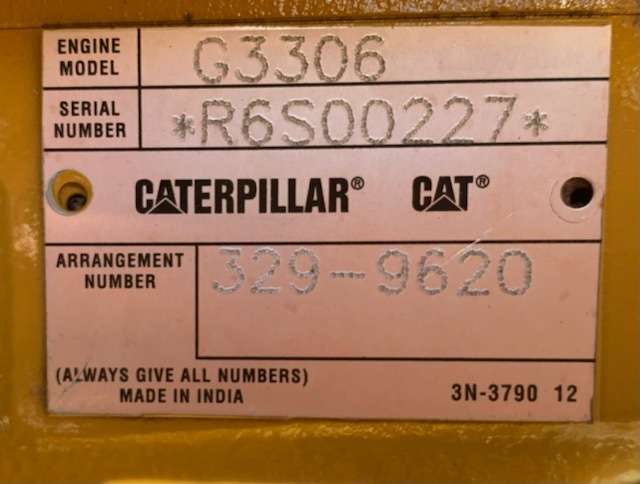 ENGINE MODEL G3306
SERIAL NUMBER *R6S00227*
CATERPILLAR® CAT®
ARRANGEMENT NUMBER 329-9620
(ALWAYS GIVE ALL NUMBERS)
MADE IN INDIA 3N-3790 12